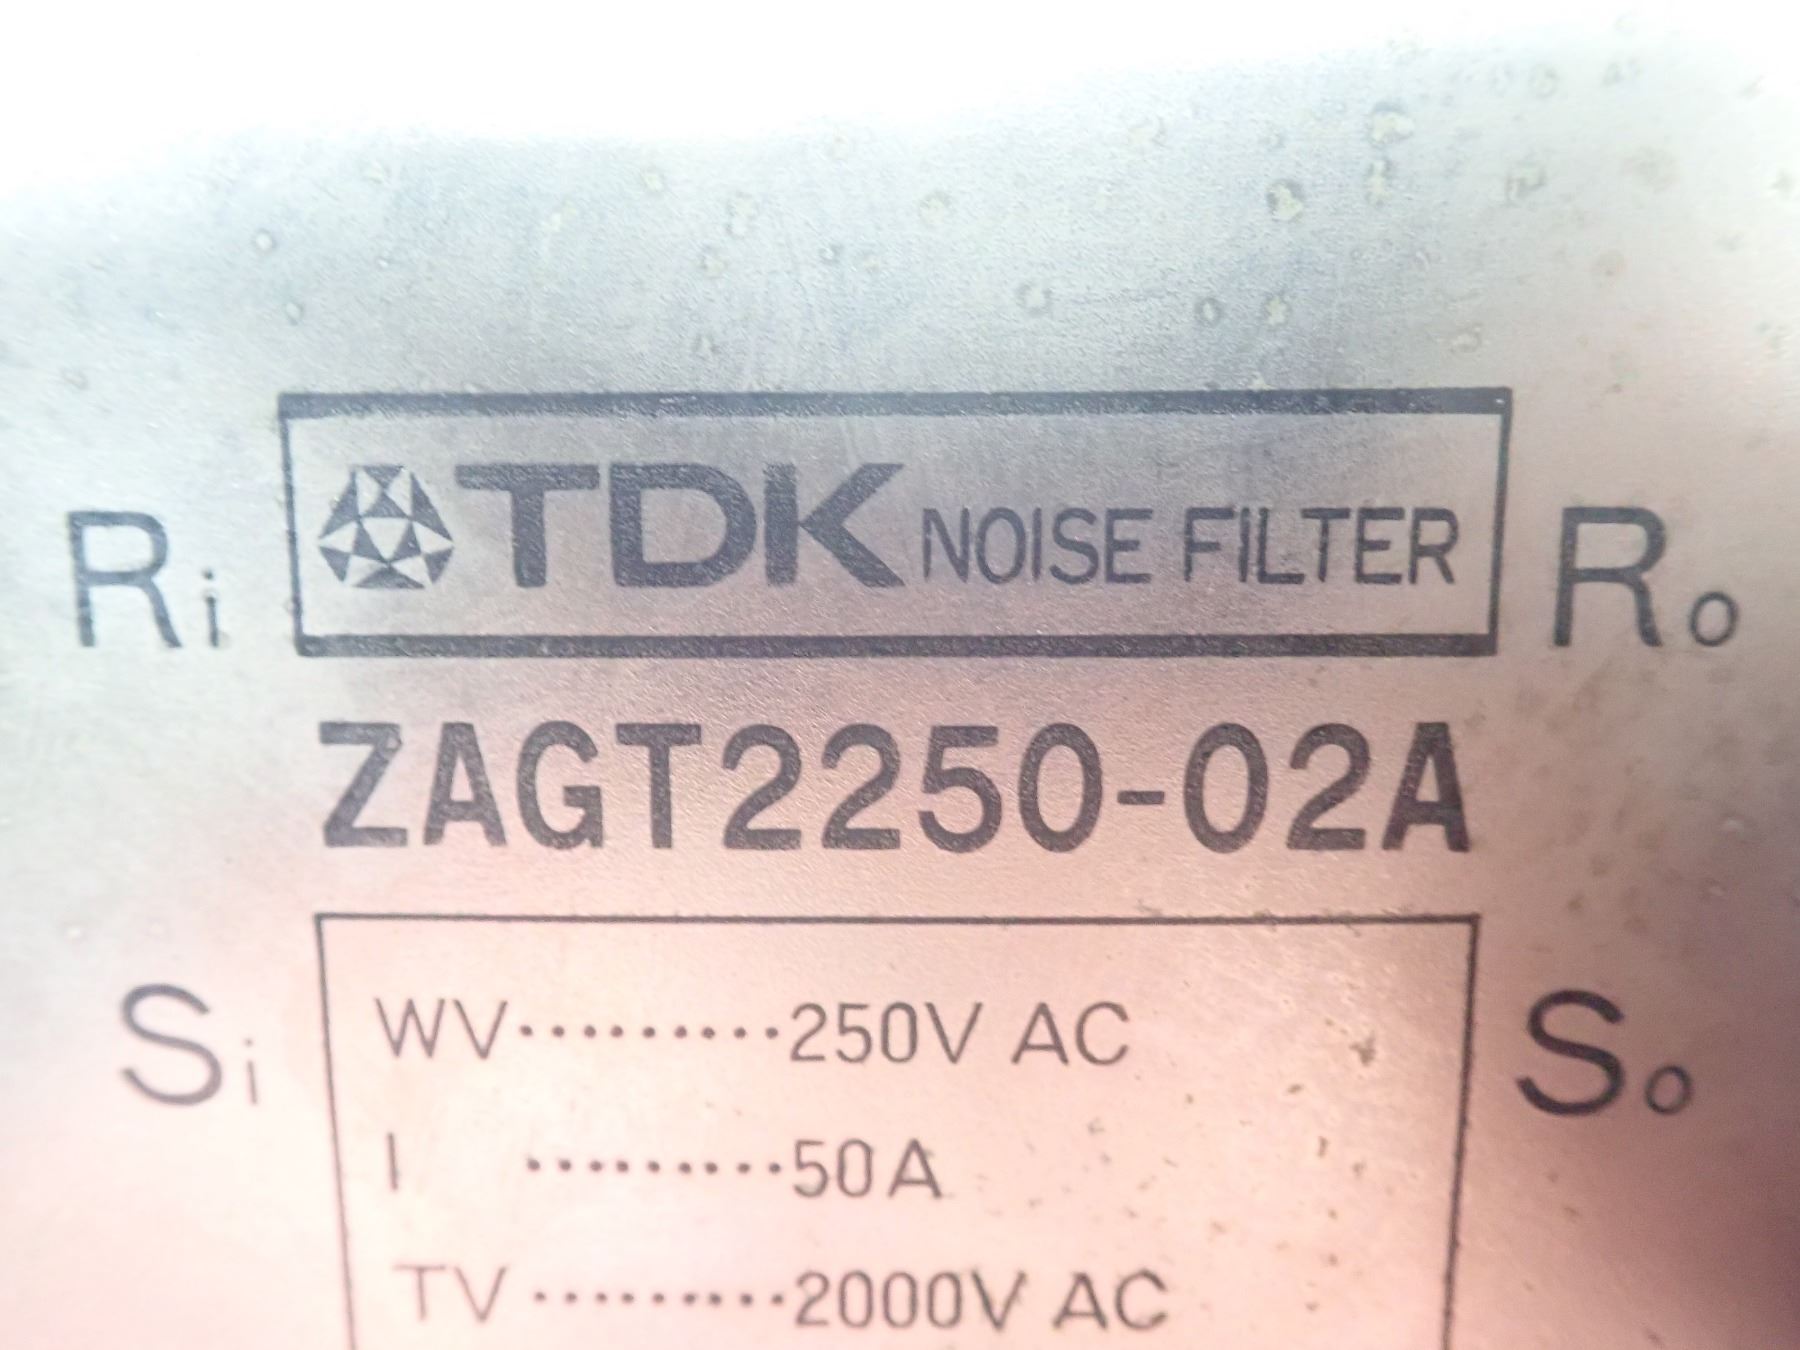 Ri TDK NOISE FILTER Ro
ZAGT2250-02A
Si So
WV··········250V AC
I ··········50A
TV··········2000V AC